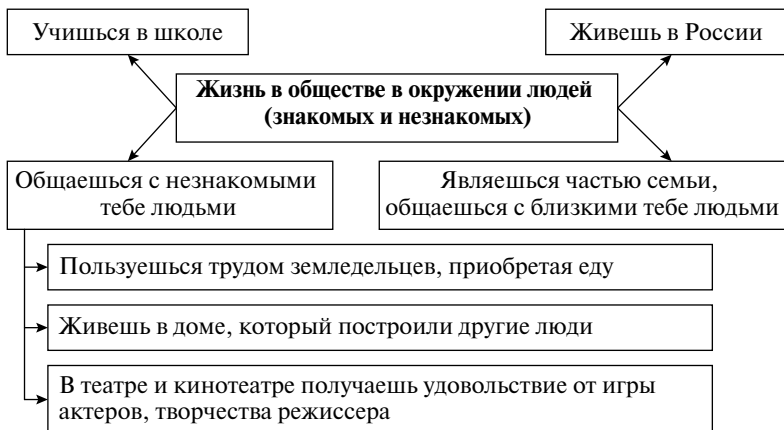 Учишься в школе
Живешь в России
Жизнь в обществе в окружении людей
(знакомых и незнакомых)
Общаешься с незнакомыми
тебе людьми
Являешься частью семьи,
общаешься с близкими тебе людьми
Пользуешься трудом земледельцев, приобретая еду
Живешь в доме, который построили другие люди
В театре и кинотеатре получаешь удовольствие от игры
актеров, творчества режиссера